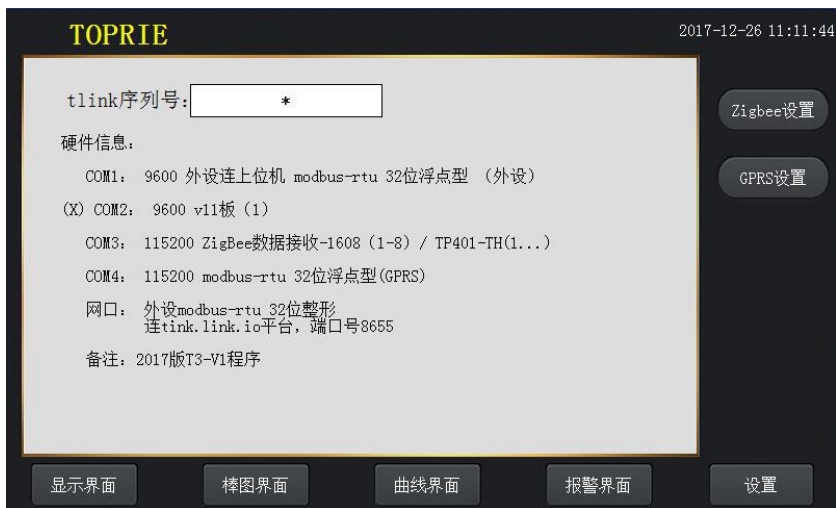 TOPRIE
2017-12-26 11:11:44
tlink序列号: *
Zigbee设置
硬件信息:
COM1: 9600 外设连上位机 modbus-rtu 32位浮点型 (外设)
GPRS设置
(X) COM2: 9600 v11板 (1)
COM3: 115200 ZigBee数据接收-1608 (1-8) / TP401-TH(1...)
COM4: 115200 modbus-rtu 32位浮点型(GPRS)
网口: 外设modbus-rtu 32位整形
连tink.link.io平台, 端口号8655
备注: 2017版T3-V1程序
显示界面 棒图界面 曲线界面 报警界面 设置